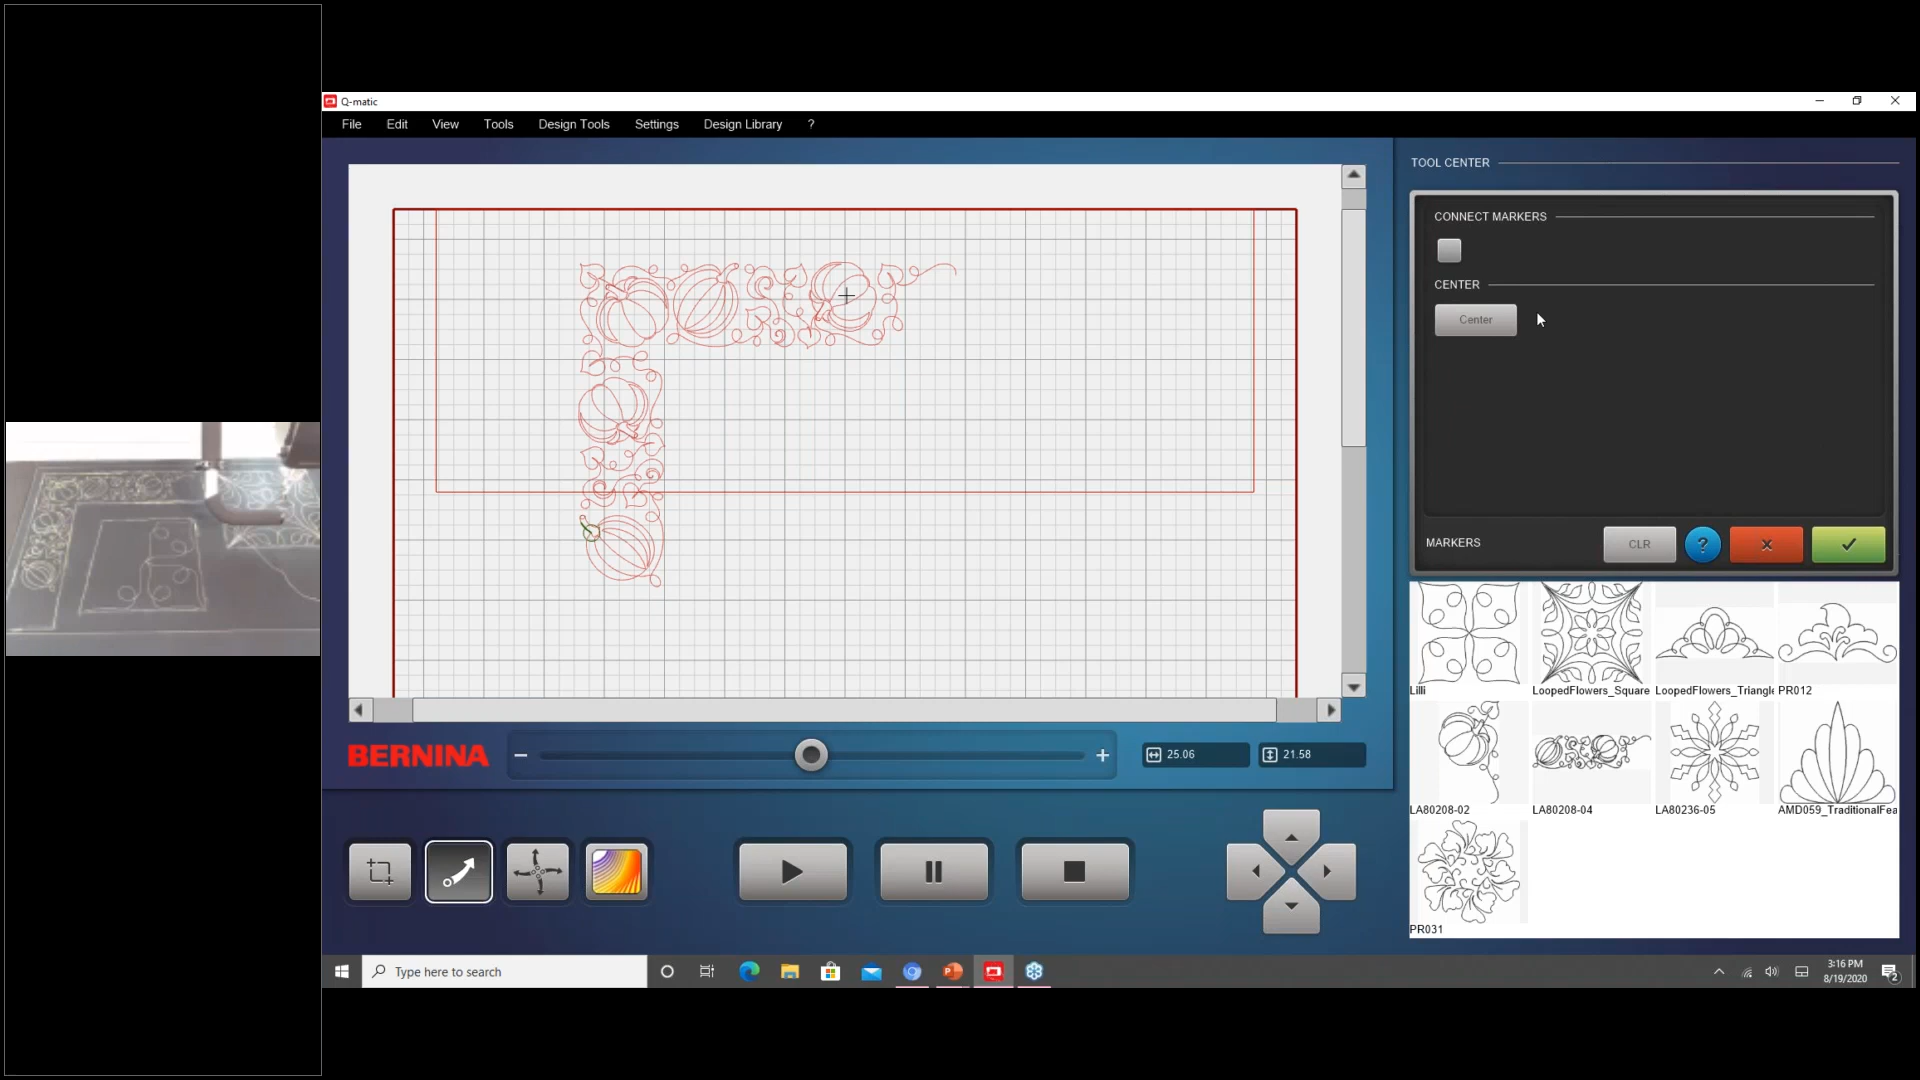 Q-matic
File Edit View Tools Design Tools Settings Design Library ?
TOOL CENTER
CONNECT MARKERS
CENTER
Center
MARKERS
CLR
?
Lilli
LoopedFlowers_Square
LoopedFlowers_Triangle
PR012
LA80208-02
LA80208-04
LA80236-05
AMD059_TraditionalFea
PR031
BERNINA
25.06
21.58
Type here to search
3:16 PM
8/19/2020
2